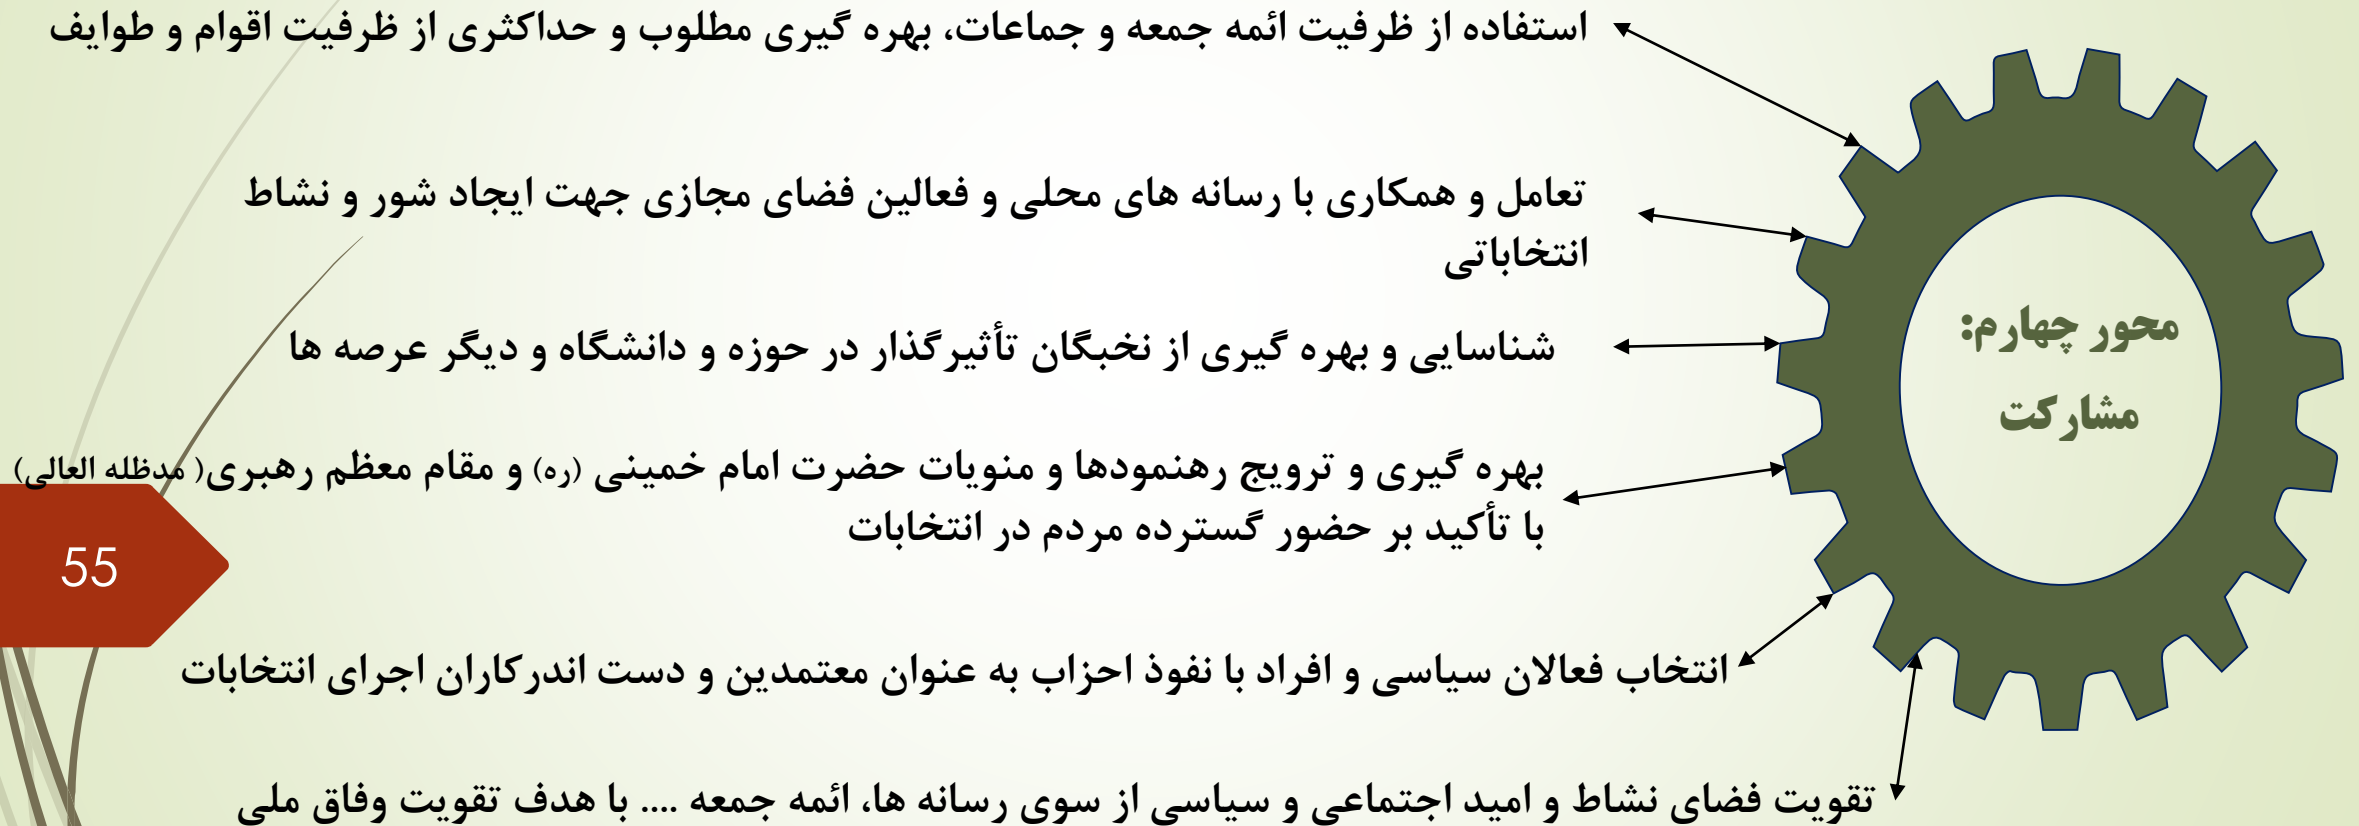 استفاده از ظرفیت ائمه جمعه و جماعات، بهره گیری مطلوب و حداکثری از ظرفیت اقوام و طوایف
تعامل و همکاری با رسانه های محلی و فعالین فضای مجازی جهت ایجاد شور و نشاط
انتخاباتی
محور چهارم:
مشارکت
شناسایی و بهره گیری از نخبگان تأثیرگذار در حوزه و دانشگاه و دیگر عرصه ها
بهره گیری و ترویج رهنمودها و منویات حضرت امام خمینی (ره) و مقام معظم رهبری( مدظله العالی)
با تأکید بر حضور گسترده مردم در انتخابات
55
انتخاب فعالان سیاسی و افراد با نفوذ احزاب به عنوان معتمدین و دست اندرکاران اجرای انتخابات
تقویت فضای نشاط و امید اجتماعی و سیاسی از سوی رسانه ها، ائمه جمعه .... با هدف تقویت وفاق ملی